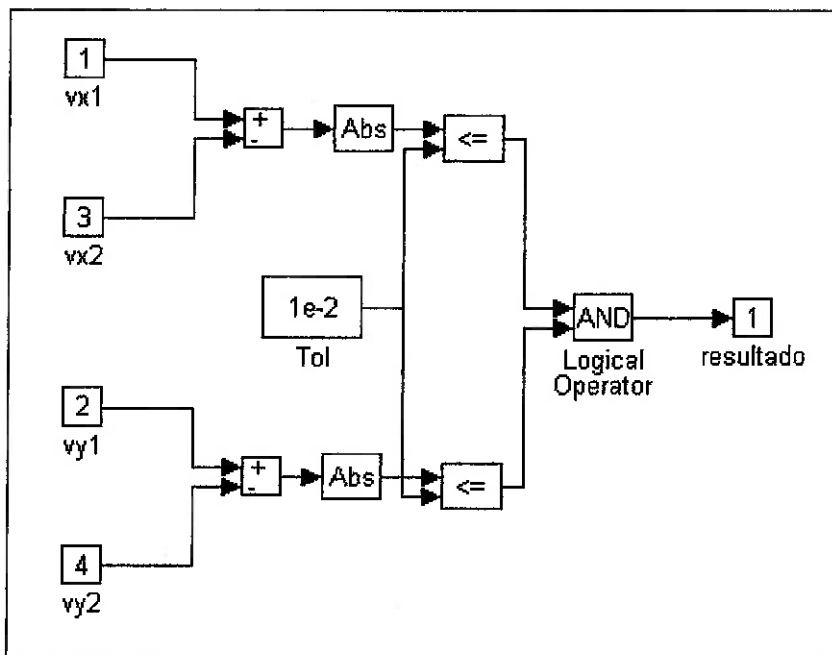 1
vx1
+
-
Abs
<=
3
vx2
1e-2
Tol
AND
Logical
Operator
1
resultado
2
vy1
+
-
Abs
<=
4
vy2